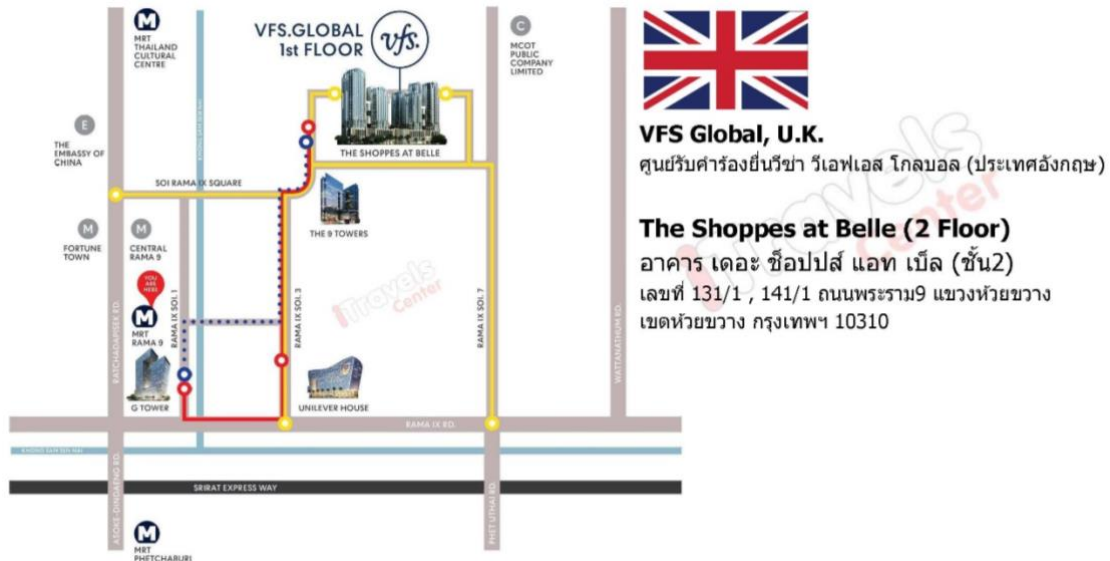 M
MRT
THAILAND
CULTURAL
CENTRE
VFS.GLOBAL
1st FLOOR
vfs.
C
MCOT
PUBLIC
COMPANY
LIMITED
E
THE
EMBASSY OF
CHINA
THE SHOPPES AT BELLE
SOI RAMA IX SQUARE
THE 9 TOWERS
M
FORTUNE
TOWN
M
CENTRAL
RAMA 9
YOU
ARE
HERE
M
MRT
RAMA 9
RATCHADAPISEK RD.
RAMA IX SOI. 1
RAMA IX SOI. 3
RAMA IX SOI. 7
WATTANATHUM RD.
G TOWER
UNILEVER HOUSE
RAMA IX RD.
SRIRAT EXPRESS WAY
ASOKE-DINDAENG RD.
PHET UTHAI RD.
M
MRT
PHETCHABURI
iTravels
Center
VFS Global, U.K.
ศูนย์รับคำร้องยื่นวีซ่า วีเอฟเอส โกลบอล (ประเทศอังกฤษ)
The Shoppes at Belle (2 Floor)
อาคาร เดอะ ช็อปปส์ แอท เบ็ล (ชั้น2)
เลขที่ 131/1 , 141/1 ถนนพระราม9 แขวงห้วยขวาง
เขตห้วยขวาง กรุงเทพฯ 10310
iTravels
Center